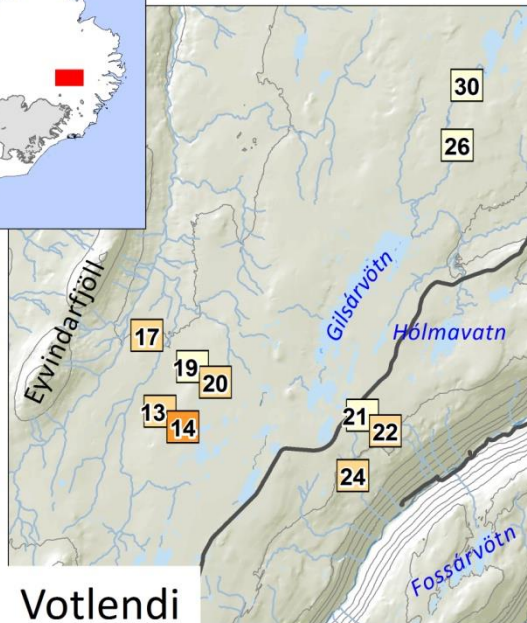 30
26
Gilsárvötn
Eyvindarfjöll
17
Hólmavatn
19
20
13
14
21
22
24
Fossárvötn
Votlendi